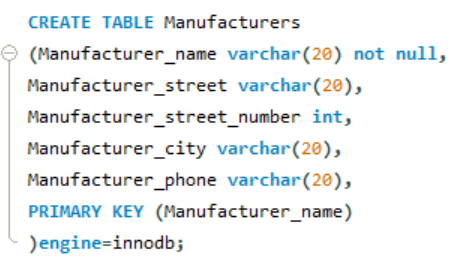 CREATE TABLE Manufacturers
(Manufacturer_name varchar(20) not null,
Manufacturer_street varchar(20),
Manufacturer_street_number int,
Manufacturer_city varchar(20),
Manufacturer_phone varchar(20),
PRIMARY KEY (Manufacturer_name)
)engine=innodb;